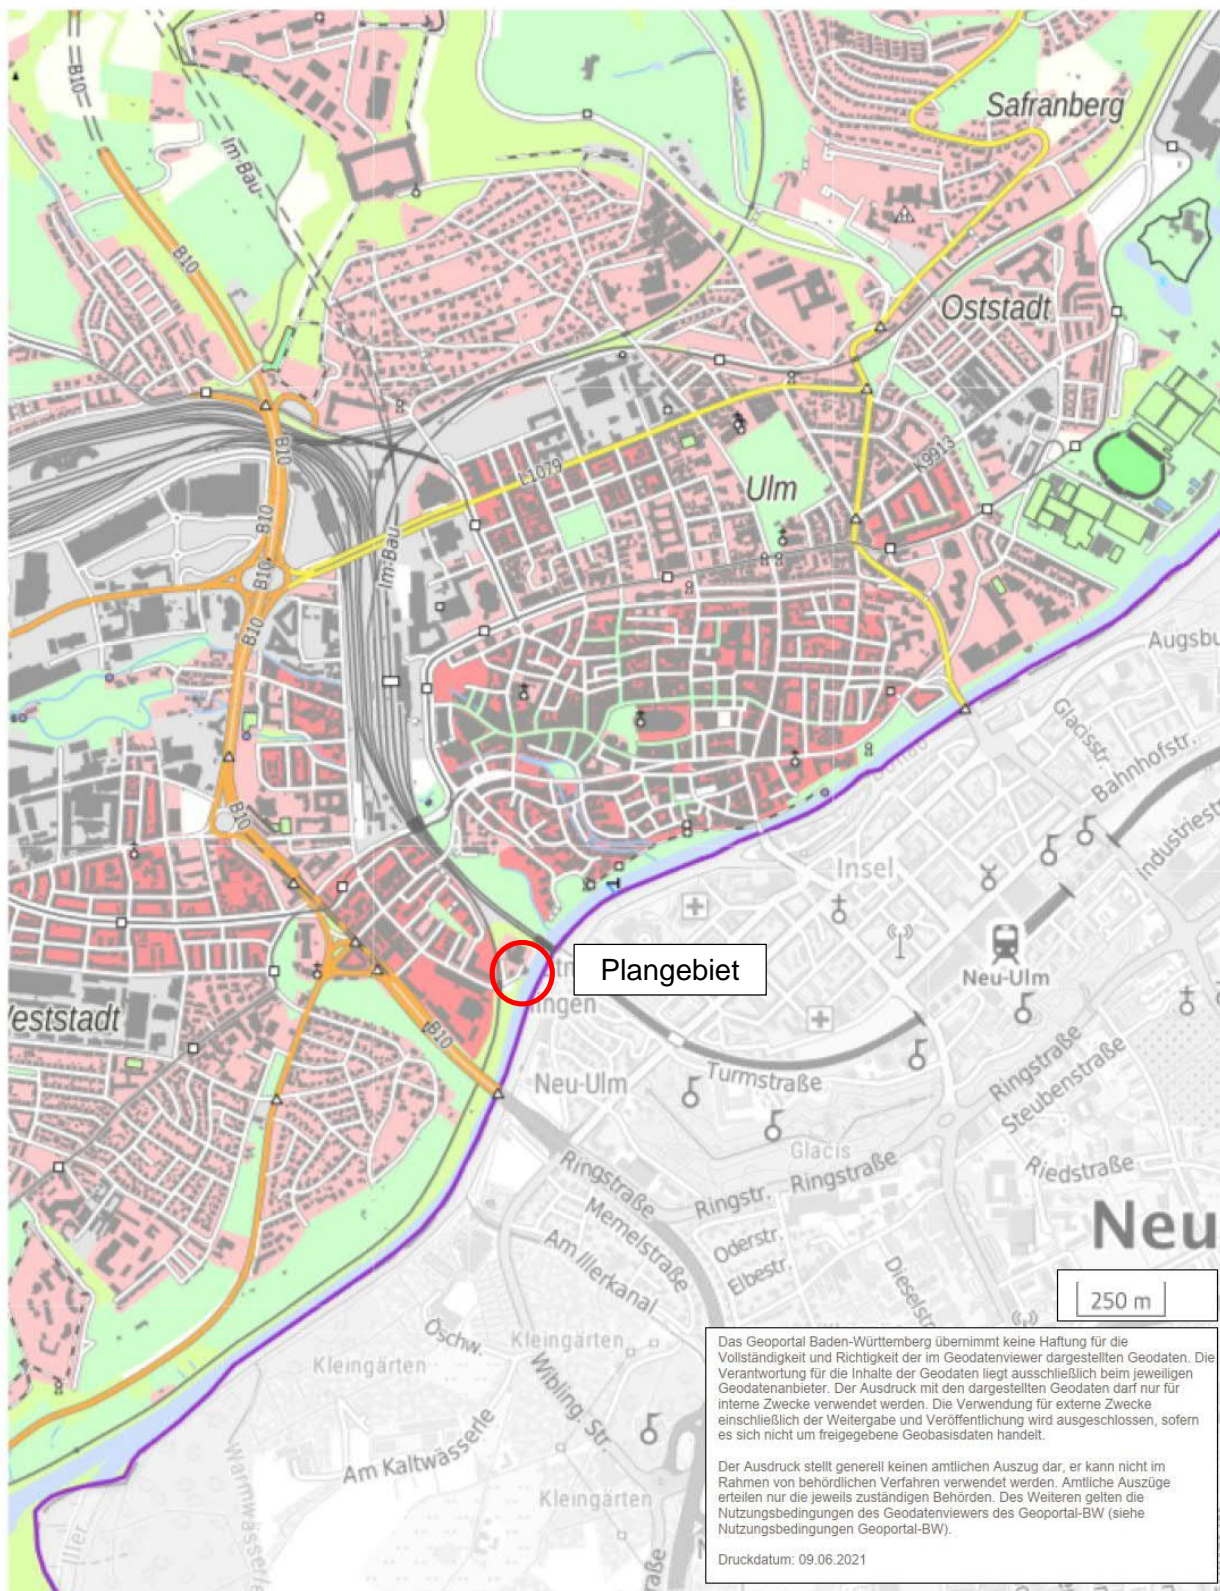 Safranberg
B10
Im Bau
B10
Oststadt
B10
L1079
K9913
Ulm
B10
Im Bau
B10
B10
Augsbu
Glacisstr.
Bahnhofstr.
Industriestr
B10
Insel
Plangebiet
Neu-Ulm
ingen
Weststadt
B10
Neu-Ulm
Turmstraße
Ringstraße
Steubenstraße
Glacis
Ringstraße
Ringstr.
Ringstraße
Riedstraße
Memelstraße
Neu
Oderstr.
Elbestr.
Am Illerkanal
Dieselstr
250 m
Öschw.
Kleingärten
Kleingärten
Wibling. Str.
Das Geoportal Baden-Württemberg übernimmt keine Haftung für die
Vollständigkeit und Richtigkeit der im Geodatenviewer dargestellten Geodaten. Die
Verantwortung für die Inhalte der Geodaten liegt ausschließlich beim jeweiligen
Geodatenanbieter. Der Ausdruck mit den dargestellten Geodaten darf nur für
interne Zwecke verwendet werden. Die Verwendung für externe Zwecke
einschließlich der Weitergabe und Veröffentlichung wird ausgeschlossen, sofern
es sich nicht um freigegebene Geobasisdaten handelt.
Am Kaltwässerle
Warmwässerle
Kleingärten
Iller
Der Ausdruck stellt generell keinen amtlichen Auszug dar, er kann nicht im
Rahmen von behördlichen Verfahren verwendet werden. Amtliche Auszüge
erteilen nur die jeweils zuständigen Behörden. Des Weiteren gelten die
Nutzungsbedingungen des Geodatenviewers des Geoportal-BW (siehe
Nutzungsbedingungen Geoportal-BW).
Druckdatum: 09.06.2021